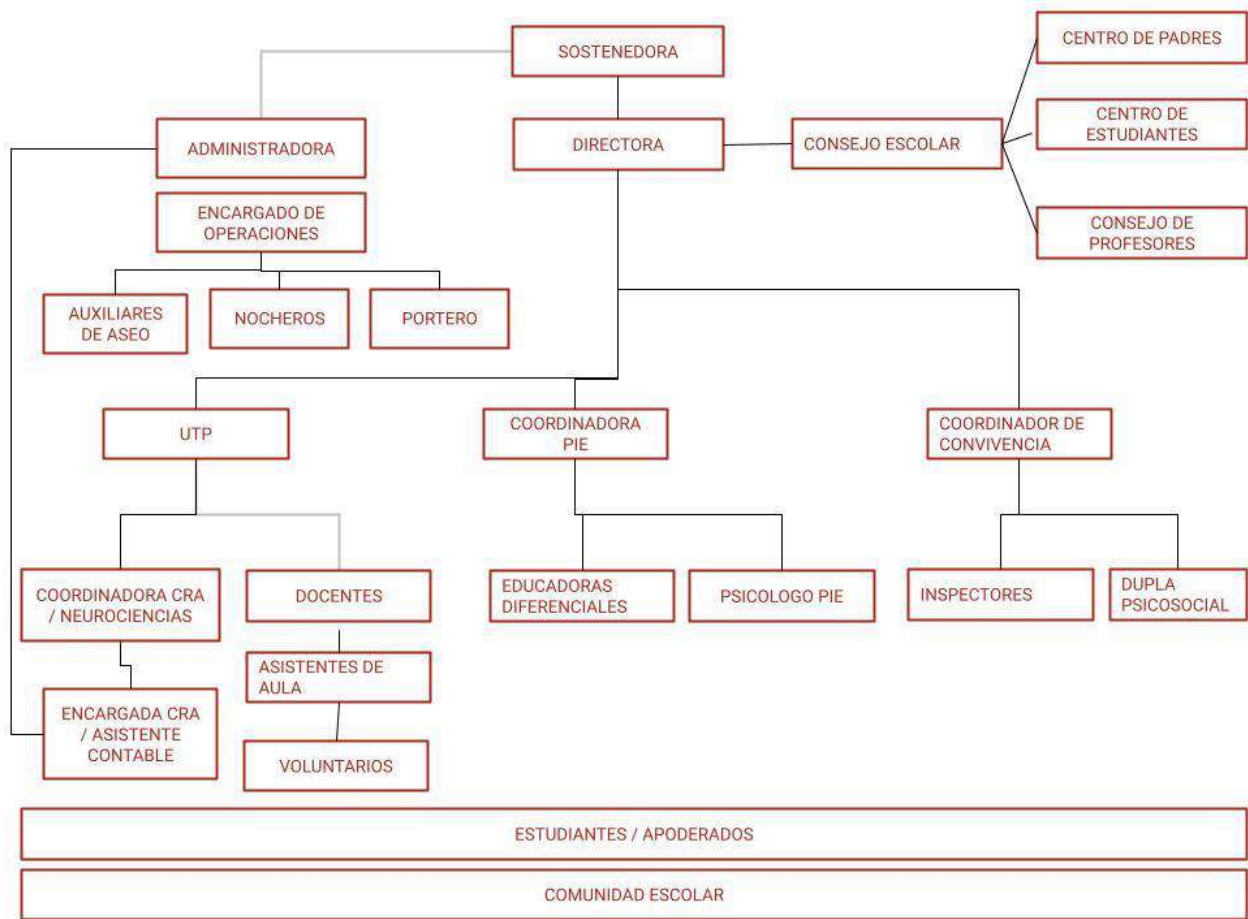 SOSTENEDORA
CENTRO DE PADRES
ADMINISTRADORA
DIRECTORA
CONSEJO ESCOLAR
CENTRO DE
ESTUDIANTES
ENCARGADO DE
OPERACIONES
CONSEJO DE
PROFESORES
AUXILIARES
DE ASEO
NOCHEROS
PORTERO
UTP
COORDINADORA
PIE
COORDINADOR DE
CONVIVENCIA
COORDINADORA CRA
/ NEUROCIENCIAS
DOCENTES
EDUCADORAS
DIFERENCIALES
PSICOLOGO PIE
INSPECTORES
DUPLA
PSICOSOCIAL
ASISTENTES DE
AULA
ENCARGADA CRA
/ ASISTENTE
CONTABLE
VOLUNTARIOS
ESTUDIANTES / APODERADOS
COMUNIDAD ESCOLAR